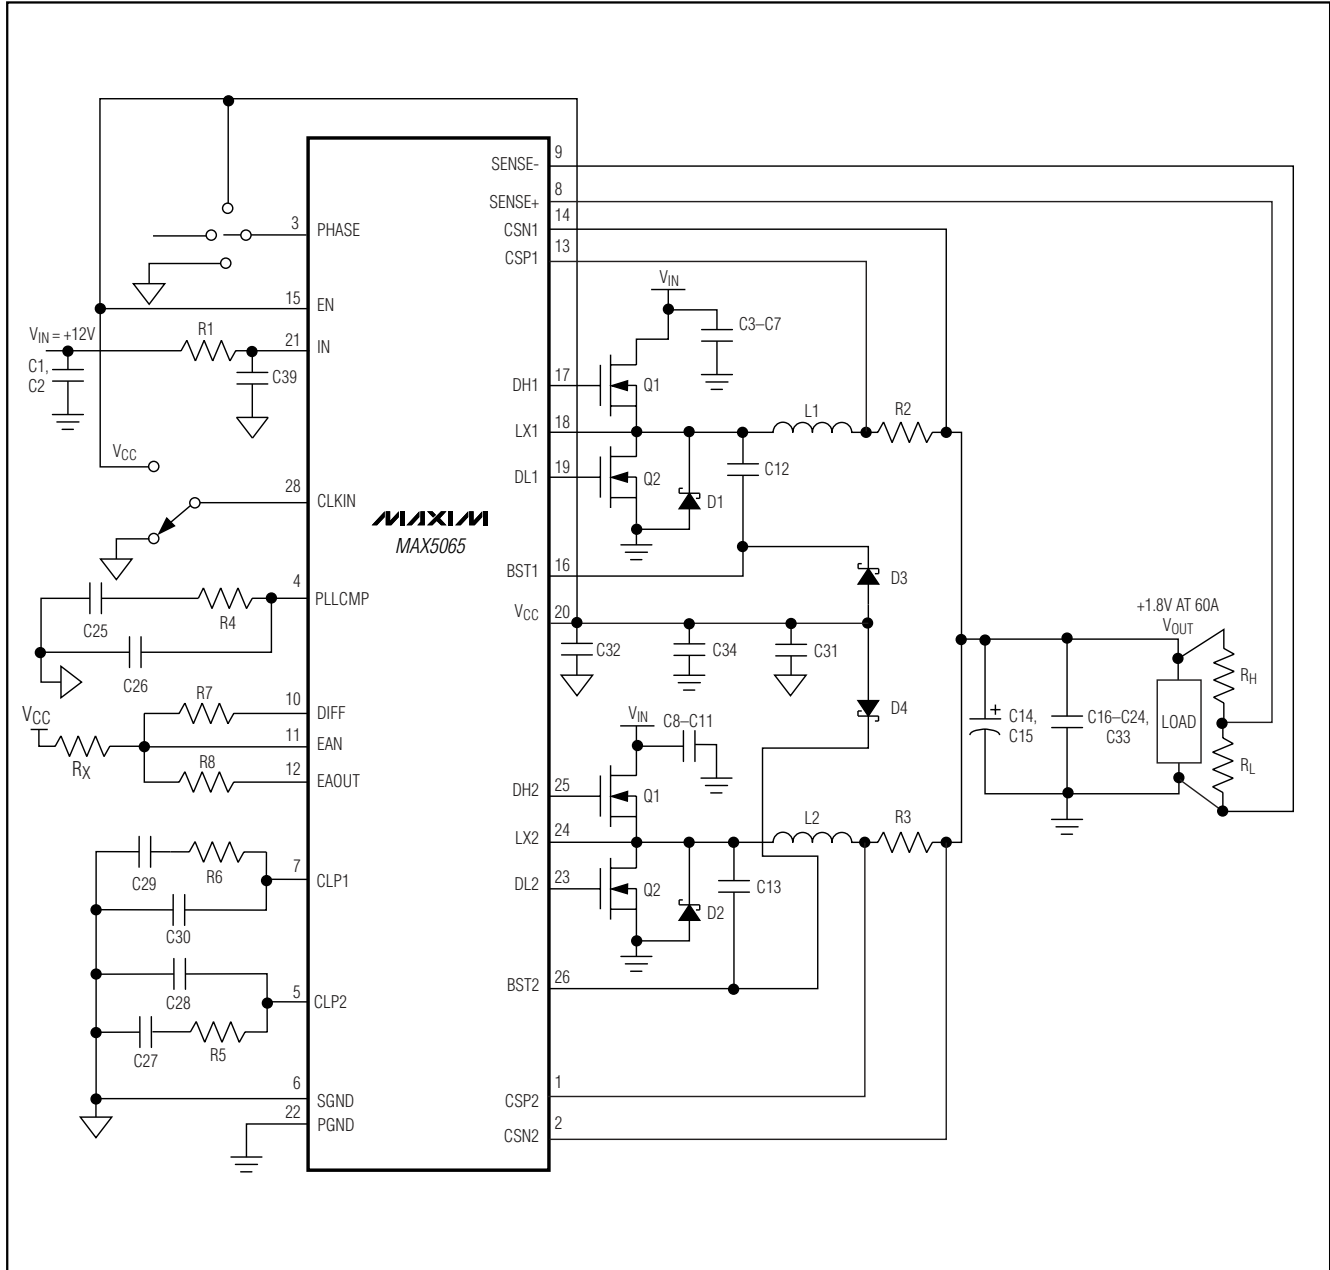 9
SENSE-
8
SENSE+
14
CSN1
13
CSP1
3
PHASE
15
EN
VIN = +12V
C1,
C2
R1
21
IN
C39
VIN
C3–C7
DH1
17
Q1
LX1
18
L1
R2
DL1
19
Q2
D1
C12
VCC
28
CLKIN
MAXIM
MAX5065
BST1
16
D3
4
PLLCMP
C25
R4
C26
VCC
20
C32
C34
C31
+1.8V AT 60A
VOUT
RH
LOAD
RL
C14,
C15
C16–C24,
C33
D4
VCC
RX
R7
10
DIFF
11
EAN
R8
12
EAOUT
VIN
C8–C11
DH2
25
Q1
LX2
24
L2
R3
DL2
23
Q2
D2
C13
7
CLP1
C29
R6
C30
BST2
26
C28
5
CLP2
C27
R5
6
SGND
22
PGND
1
CSP2
2
CSN2